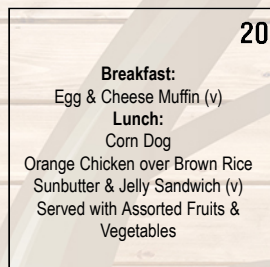 20
Breakfast:
Egg & Cheese Muffin (v)
Lunch:
Corn Dog
Orange Chicken over Brown Rice
Sunbutter & Jelly Sandwich (v)
Served with Assorted Fruits &
Vegetables